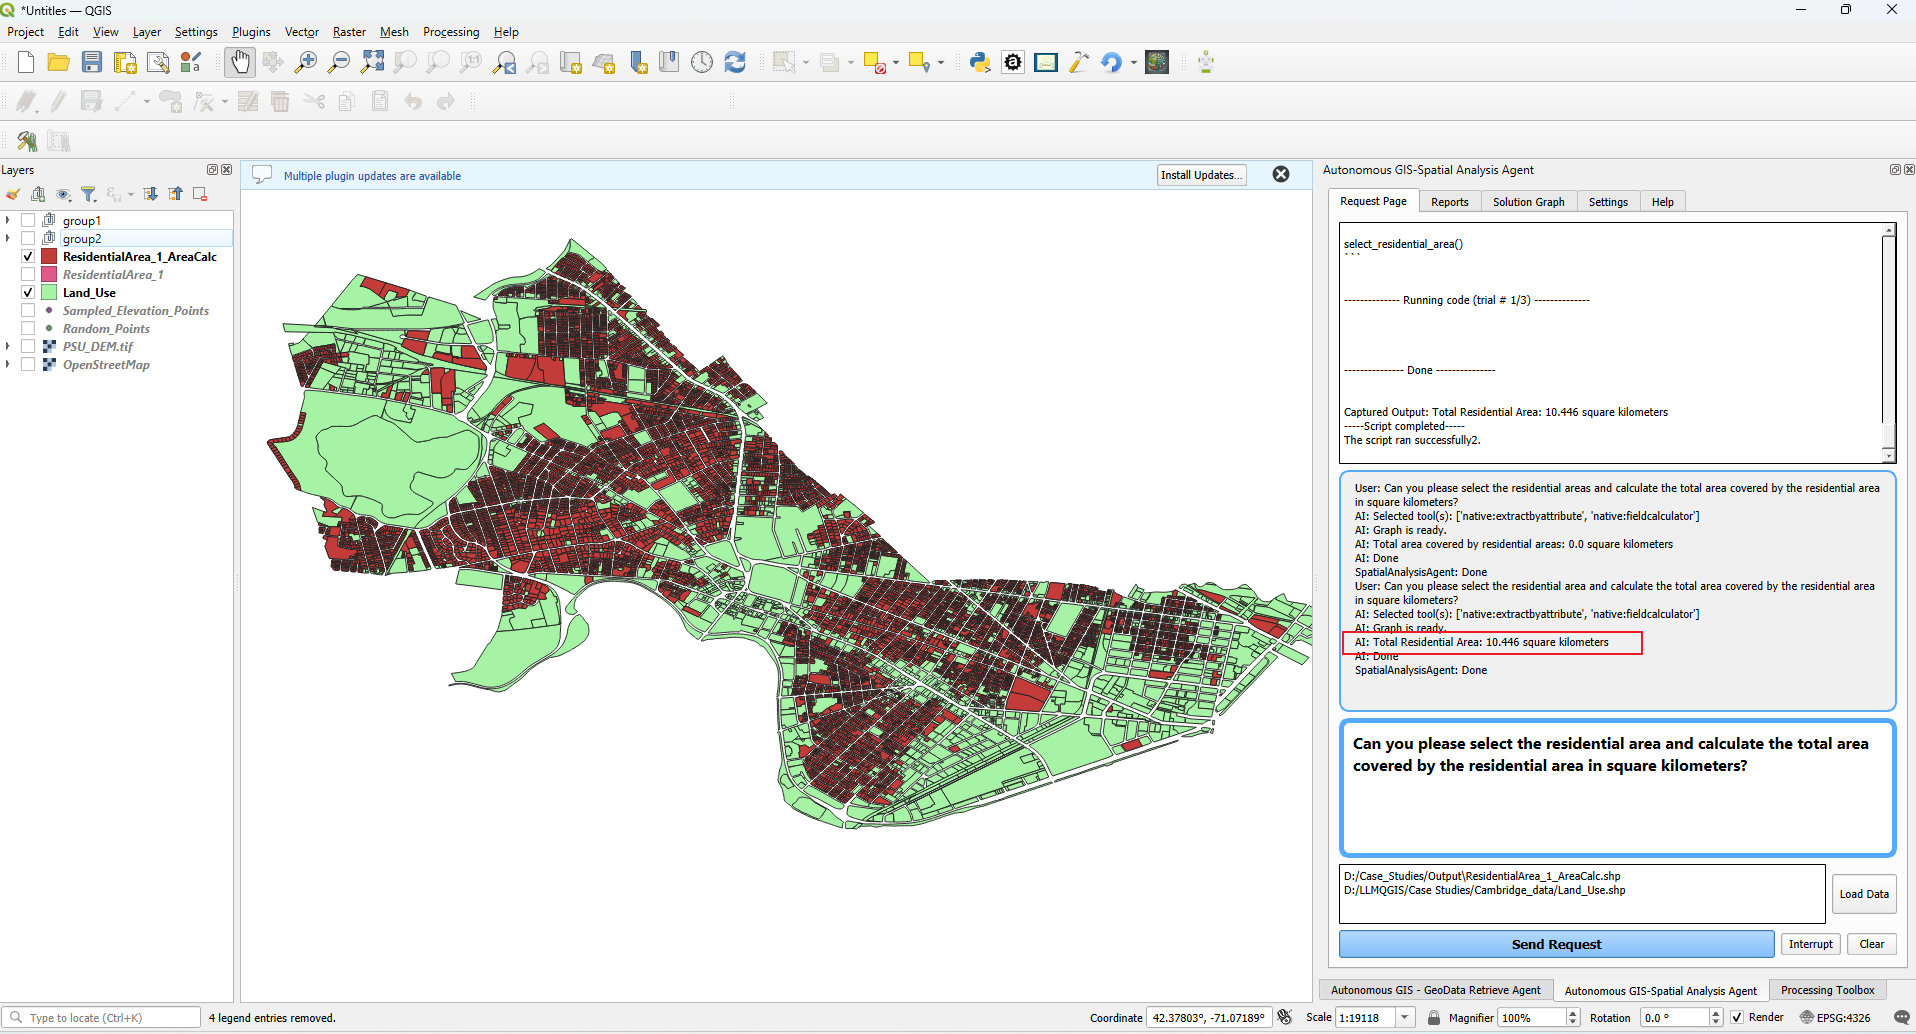 *Untitles — QGIS
Project Edit View Layer Settings Plugins Vector Raster Mesh Processing Help
Layers
group1
group2
ResidentialArea_1_AreaCalc
ResidentialArea_1
Land_Use
Sampled_Elevation_Points
Random_Points
PSU_DEM.tif
OpenStreetMap
Multiple plugin updates are available
Install Updates...
Autonomous GIS-Spatial Analysis Agent
Request Page Reports Solution Graph Settings Help
select_residential_area()
```
-------------- Running code (trial # 1/3) --------------
--------------- Done ---------------
Captured Output: Total Residential Area: 10.446 square kilometers
-----Script completed-----
The script ran successfully2.
User: Can you please select the residential areas and calculate the total area covered by the residential area
in square kilometers?
AI: Selected tool(s): ['native:extractbyattribute', 'native:fieldcalculator']
AI: Graph is ready.
AI: Total area covered by residential areas: 0.0 square kilometers
AI: Done
SpatialAnalysisAgent: Done
User: Can you please select the residential area and calculate the total area covered by the residential area
in square kilometers?
AI: Selected tool(s): ['native:extractbyattribute', 'native:fieldcalculator']
AI: Graph is ready.
AI: Total Residential Area: 10.446 square kilometers
AI: Done
SpatialAnalysisAgent: Done
Can you please select the residential area and calculate the total area
covered by the residential area in square kilometers?
D:/Case_Studies/Output\ResidentialArea_1_AreaCalc.shp
D:/LLMQGIS/Case Studies/Cambridge_data/Land_Use.shp
Load Data
Send Request Interrupt Clear
Autonomous GIS - GeoData Retrieve Agent Autonomous GIS-Spatial Analysis Agent Processing Toolbox
Type to locate (Ctrl+K) 4 legend entries removed. Coordinate 42.37803°, -71.07189° Scale 1:19118 Magnifier 100% Rotation 0.0 ° Render EPSG:4326